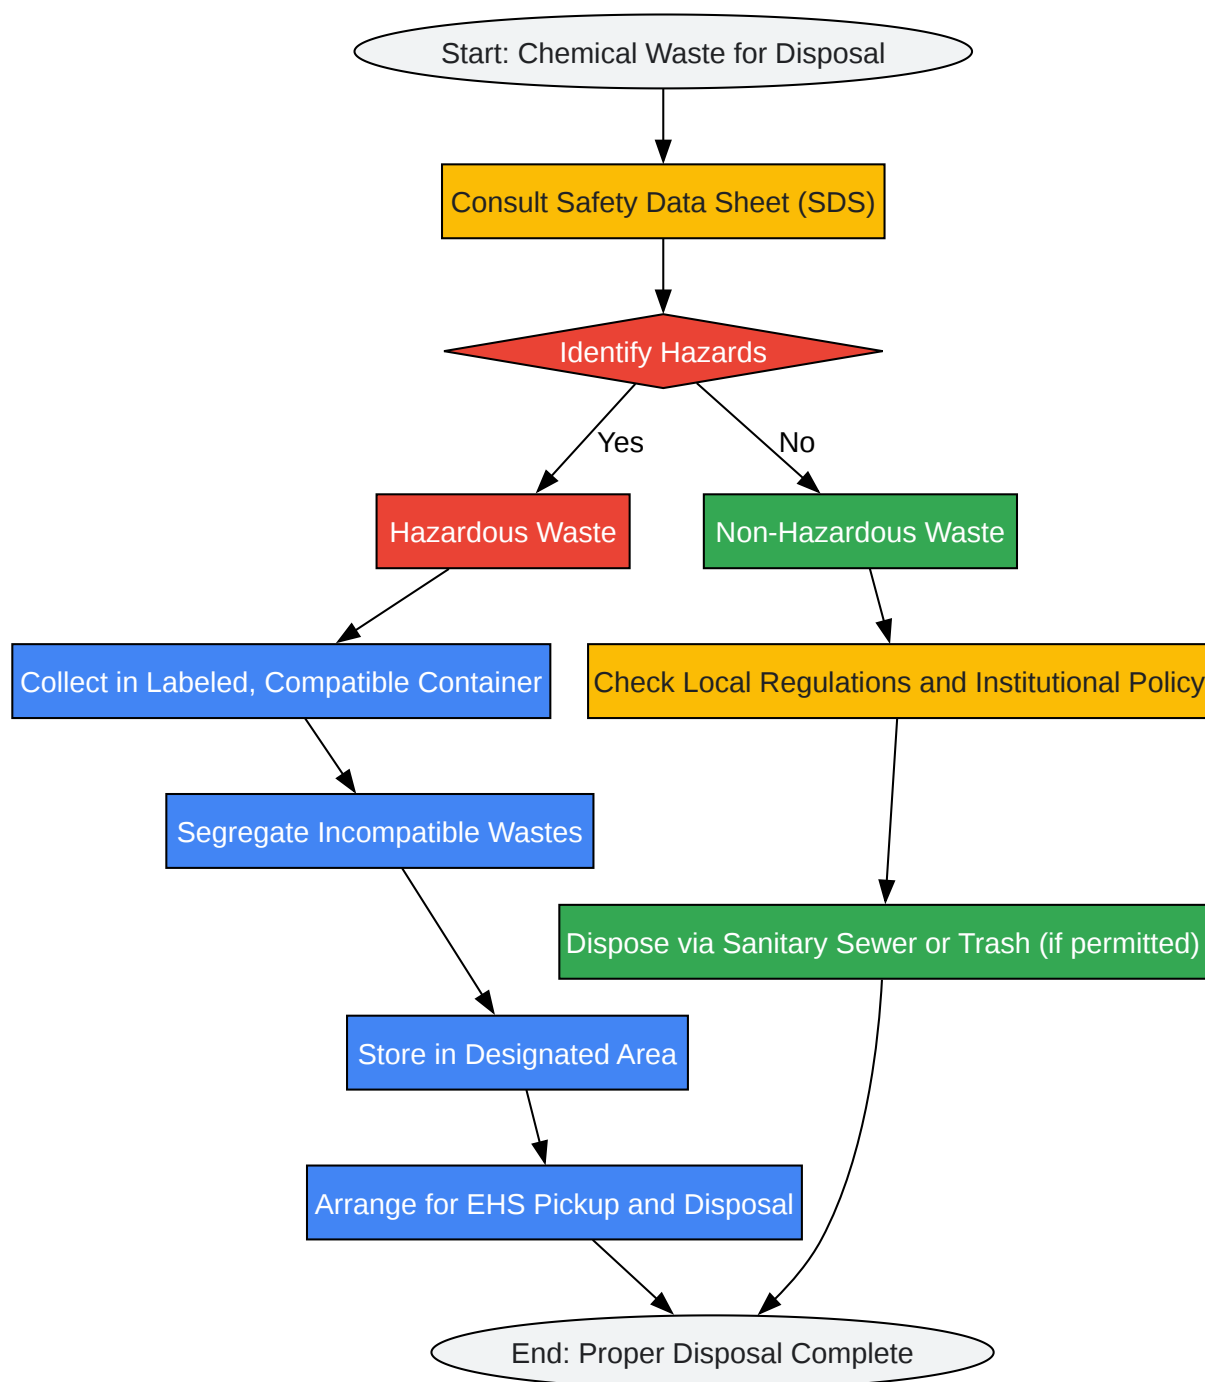 Start: Chemical Waste for Disposal
Consult Safety Data Sheet (SDS)
Identify Hazards
Yes
No
Hazardous Waste
Non-Hazardous Waste
Collect in Labeled, Compatible Container
Check Local Regulations and Institutional Policy
Segregate Incompatible Wastes
Dispose via Sanitary Sewer or Trash (if permitted)
Store in Designated Area
Arrange for EHS Pickup and Disposal
End: Proper Disposal Complete